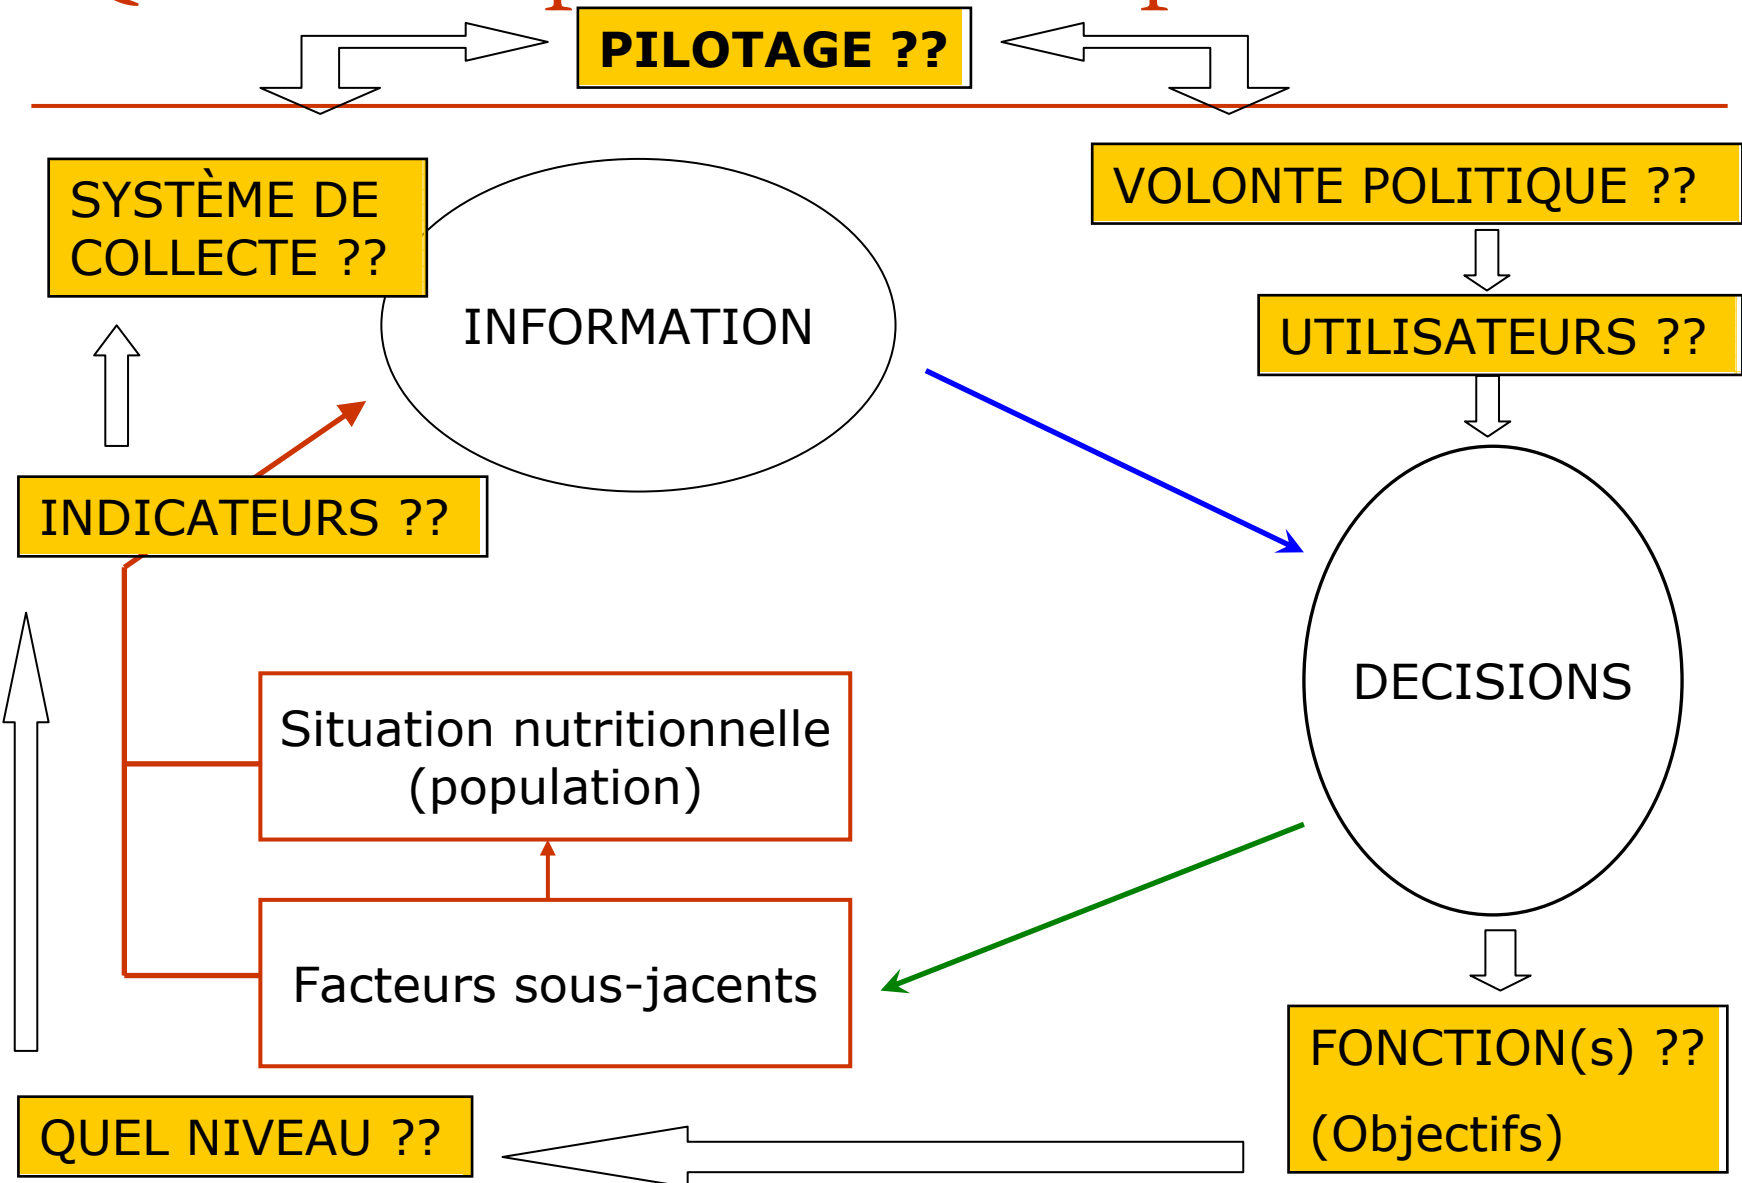 PILOTAGE ??
SYSTÈME DE
COLLECTE ??
VOLONTE POLITIQUE ??
INFORMATION
UTILISATEURS ??
INDICATEURS ??
DECISIONS
Situation nutritionnelle
(population)
Facteurs sous-jacents
FONCTION(s) ??
(Objectifs)
QUEL NIVEAU ??